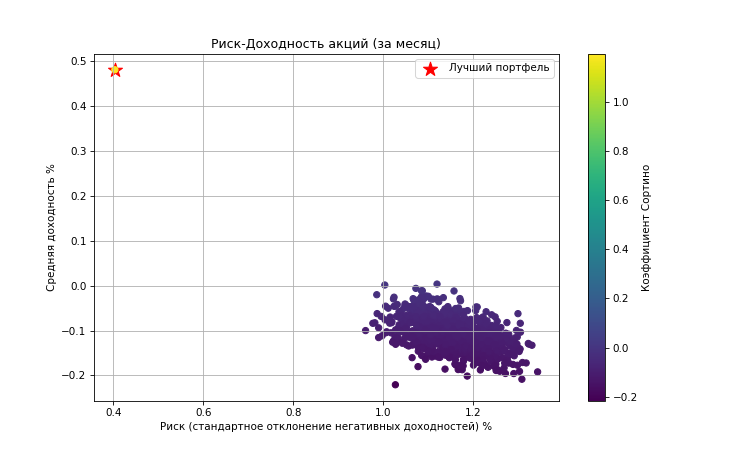 Риск-Доходность акций (за месяц)
Лучший портфель
0.5
0.4
0.3
0.2
0.1
0.0
−0.1
−0.2
Средняя доходность %
0.4 0.6 0.8 1.0 1.2
Риск (стандартное отклонение негативных доходностей) %
1.0
0.8
0.6
0.4
0.2
0.0
−0.2
Коэффициент Сортино